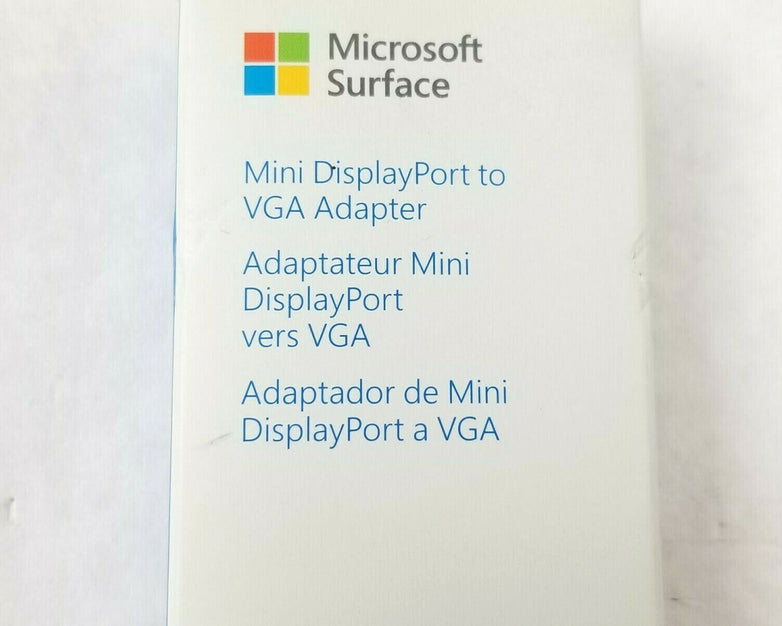 Microsoft
Surface
Mini DisplayPort to
VGA Adapter
Adaptateur Mini
DisplayPort
vers VGA
Adaptador de Mini
DisplayPort a VGA